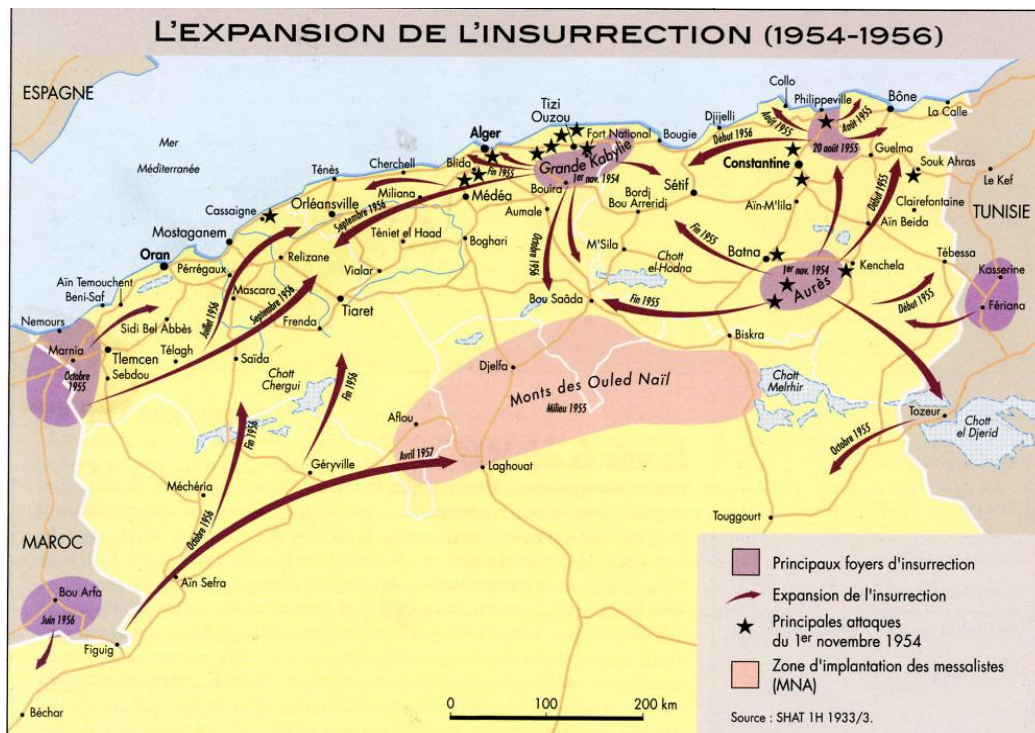 L'EXPANSION DE L'INSURRECTION (1954-1956)
ESPAGNE
Mer
Méditerranée
Collo
Philippeville
Bône
La Calle
Djijelli
Août 1955
Août 1955
20 août 1955
Début 1956
Guelma
Constantine
Souk Ahras
Le Kef
TUNISIE
Clairefontaine
Aïn-M'lila
Aïn Beida
Début 1955
Tizi
Ouzou
Fort National
Bougie
Alger
Grande Kabylie
1er nov. 1954
Fin 1955
Blida
Cherchell
Ténès
Miliana
Médéa
Bouira
Sétif
Bordj
Bou Arreridj
Aumale
Orléansville
Septembre 1956
Cassaigne
Mostaganem
Téniet el Haad
Boghari
M'Sila
Chott
el-Hodna
Fin 1955
Batna
1er nov. 1954
Aurès
Kenchela
Tébessa
Kasserine
Fériana
Début 1955
Oran
Relizane
Pérrégaux
Vialar
Octobre 1956
Bou Saâda
Fin 1955
Biskra
Aïn Temouchent
Beni-Saf
Mascara
Juillet 1956
Septembre 1956
Tiaret
Frenda
Nemours
Sidi Bel Abbès
Marnia
Tlemcen
Télagh
Sebdou
Saïda
Octobre
1955
Chott
Chergui
Fin 1956
Fin 1956
Djelfa
Monts des Ouled Naïl
Milieu 1955
Chott
Melrhir
Aflou
Tozeur
Chott
el Djerid
Octobre 1955
Avril 1957
Géryville
Laghouat
Méchéria
Octobre 1956
Touggourt
MAROC
Aïn Sefra
Bou Arfa
Juin 1956
Figuig
Béchar
Principaux foyers d'insurrection
Expansion de l'insurrection
Principales attaques
du 1er novembre 1954
Zone d'implantation des messalistes
(MNA)
Source : SHAT 1H 1933/3.
0 100 200 km